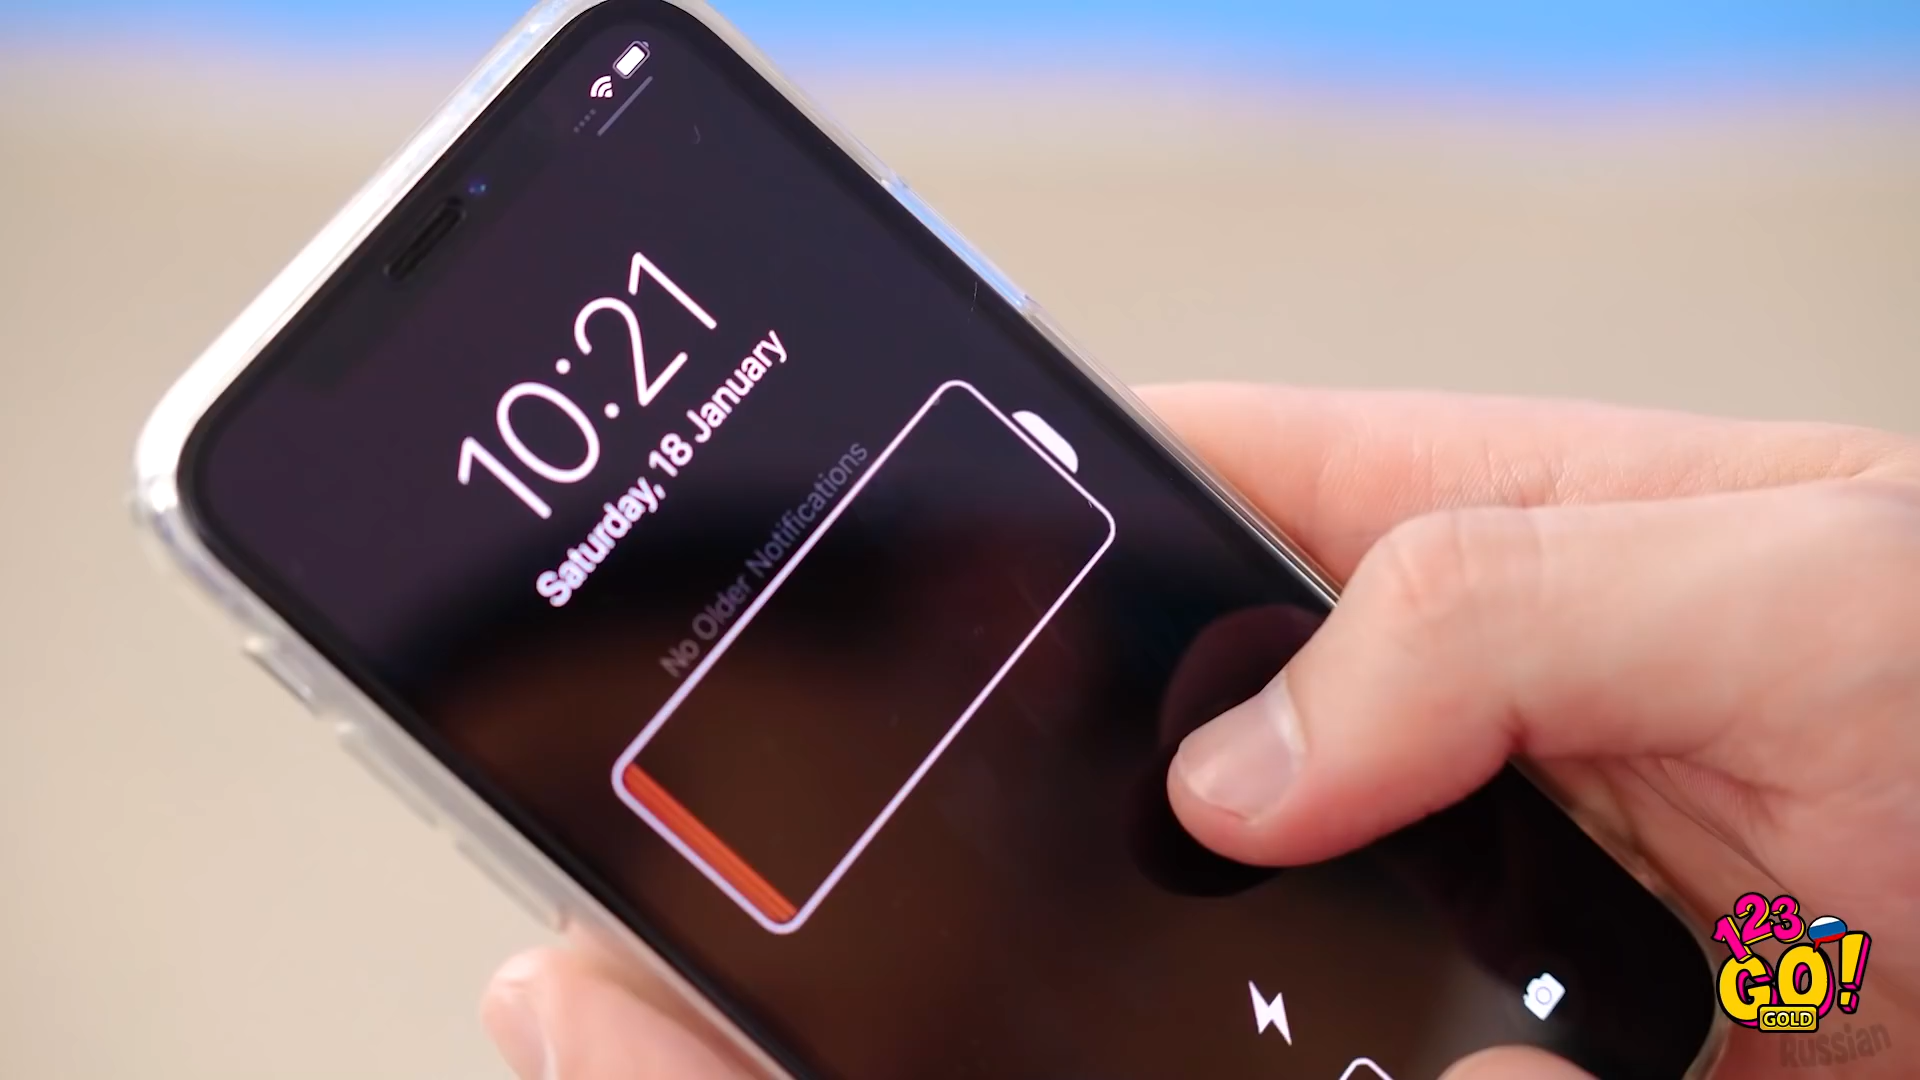 10:21
Saturday, 18 January
No Older Notifications
123
GO!
GOLD
Russian